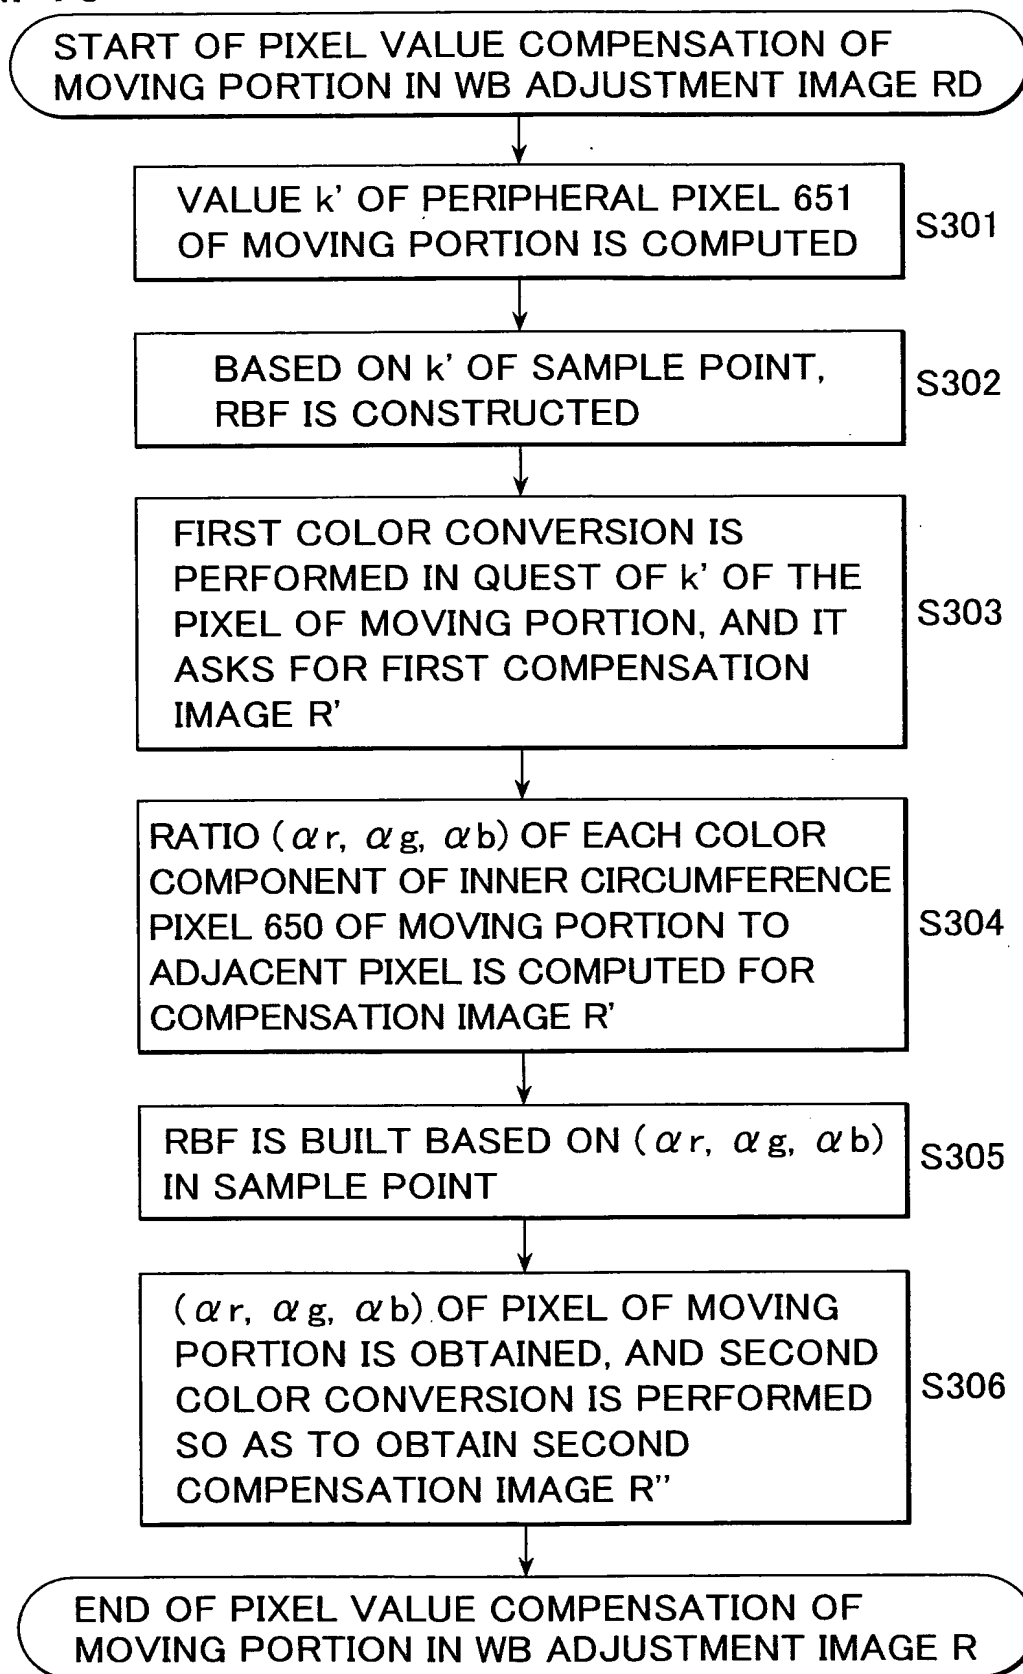 START OF PIXEL VALUE COMPENSATION OF
MOVING PORTION IN WB ADJUSTMENT IMAGE RD
VALUE k' OF PERIPHERAL PIXEL 651
OF MOVING PORTION IS COMPUTED
S301
BASED ON k' OF SAMPLE POINT,
RBF IS CONSTRUCTED
S302
FIRST COLOR CONVERSION IS
PERFORMED IN QUEST OF k' OF THE
PIXEL OF MOVING PORTION, AND IT
ASKS FOR FIRST COMPENSATION
IMAGE R'
S303
RATIO (αr, αg, αb) OF EACH COLOR
COMPONENT OF INNER CIRCUMFERENCE
PIXEL 650 OF MOVING PORTION TO
ADJACENT PIXEL IS COMPUTED FOR
COMPENSATION IMAGE R'
S304
RBF IS BUILT BASED ON (αr, αg, αb)
IN SAMPLE POINT
S305
(αr, αg, αb) OF PIXEL OF MOVING
PORTION IS OBTAINED, AND SECOND
COLOR CONVERSION IS PERFORMED
SO AS TO OBTAIN SECOND
COMPENSATION IMAGE R''
S306
END OF PIXEL VALUE COMPENSATION OF
MOVING PORTION IN WB ADJUSTMENT IMAGE R